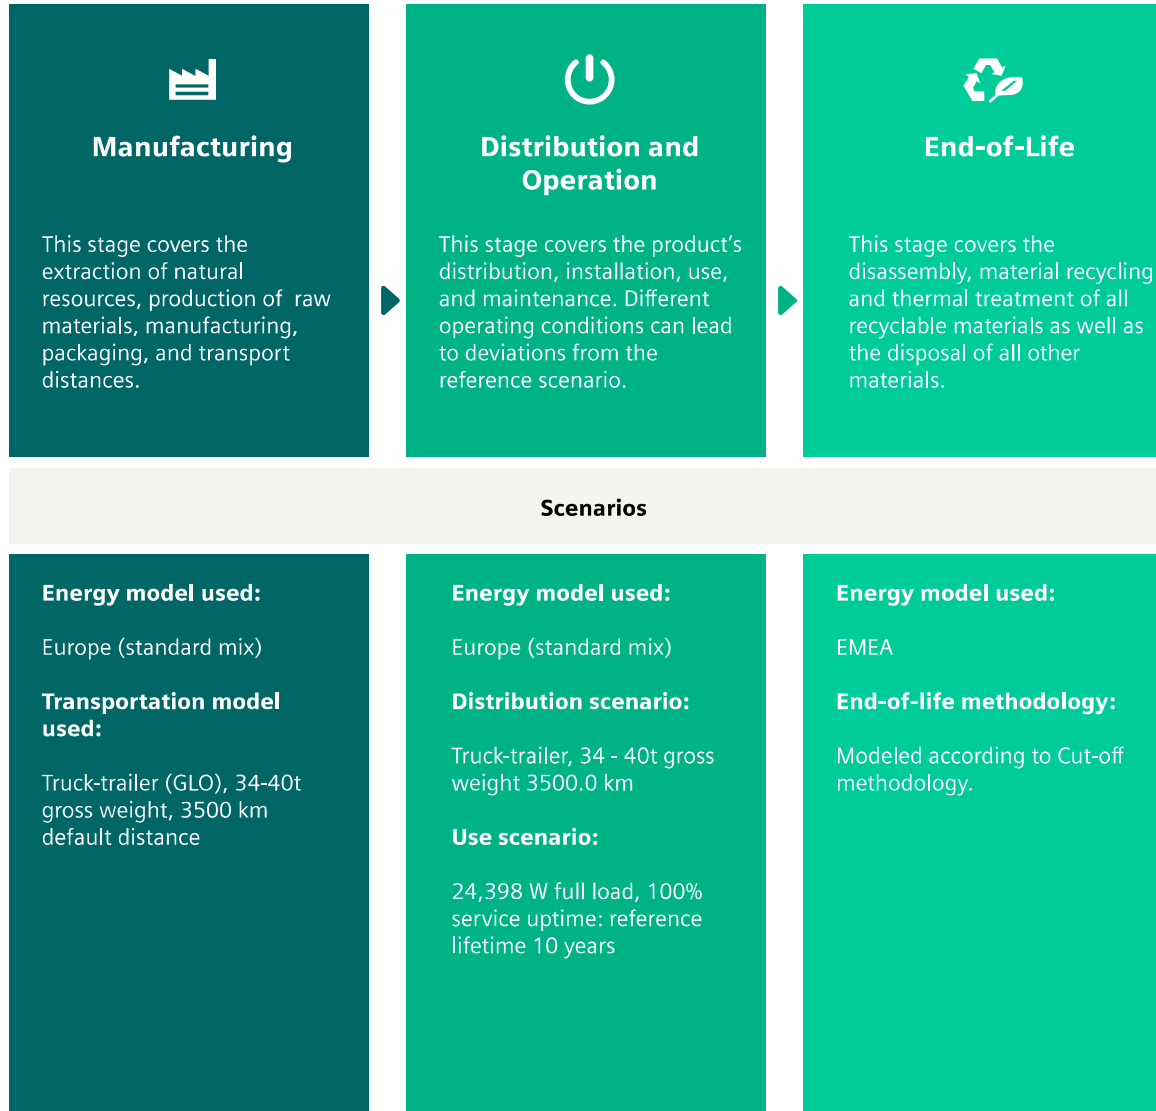 Manufacturing
This stage covers the
extraction of natural
resources, production of  raw
materials, manufacturing,
packaging, and transport
distances.
Distribution and
Operation
This stage covers the product’s
distribution, installation, use,
and maintenance. Different
operating conditions can lead
to deviations from the
reference scenario.
End-of-Life
This stage covers the
disassembly, material recycling
and thermal treatment of all
recyclable materials as well as
the disposal of all other
materials.
Scenarios
Energy model used:
Europe (standard mix)
Transportation model
used:
Truck-trailer (GLO), 34-40t
gross weight, 3500 km
default distance
Energy model used:
Europe (standard mix)
Distribution scenario:
Truck-trailer, 34 - 40t gross
weight 3500.0 km
Use scenario:
24,398 W full load, 100%
service uptime: reference
lifetime 10 years
Energy model used:
EMEA
End-of-life methodology:
Modeled according to Cut-off
methodology.